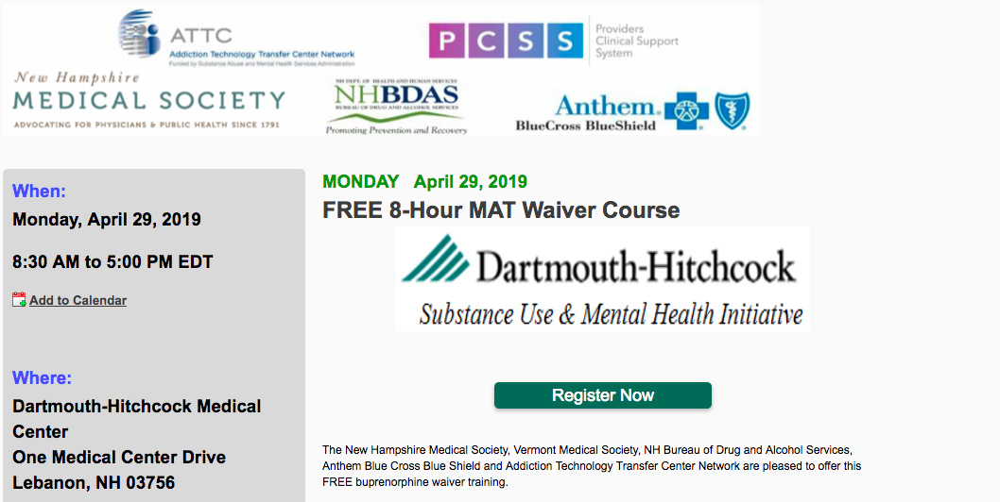 ATTC
Addiction Technology Transfer Center Network
Funded by Substance Abuse and Mental Health Services Administration
PCSS
Providers
Clinical Support
System
New Hampshire
MEDICAL SOCIETY
ADVOCATING FOR PHYSICIANS & PUBLIC HEALTH SINCE 1791
NH DEPT. OF HEALTH AND HUMAN SERVICES
NHBDAS
BUREAU OF DRUG AND ALCOHOL SERVICES
Promoting Prevention and Recovery
Anthem.
BlueCross BlueShield
When:
Monday, April 29, 2019
8:30 AM to 5:00 PM EDT
Add to Calendar
Where:
Dartmouth-Hitchcock Medical
Center
One Medical Center Drive
Lebanon, NH 03756
MONDAY April 29, 2019
FREE 8-Hour MAT Waiver Course
Dartmouth-Hitchcock
Substance Use & Mental Health Initiative
Register Now
The New Hampshire Medical Society, Vermont Medical Society, NH Bureau of Drug and Alcohol Services,
Anthem Blue Cross Blue Shield and Addiction Technology Transfer Center Network are pleased to offer this
FREE buprenorphine waiver training.